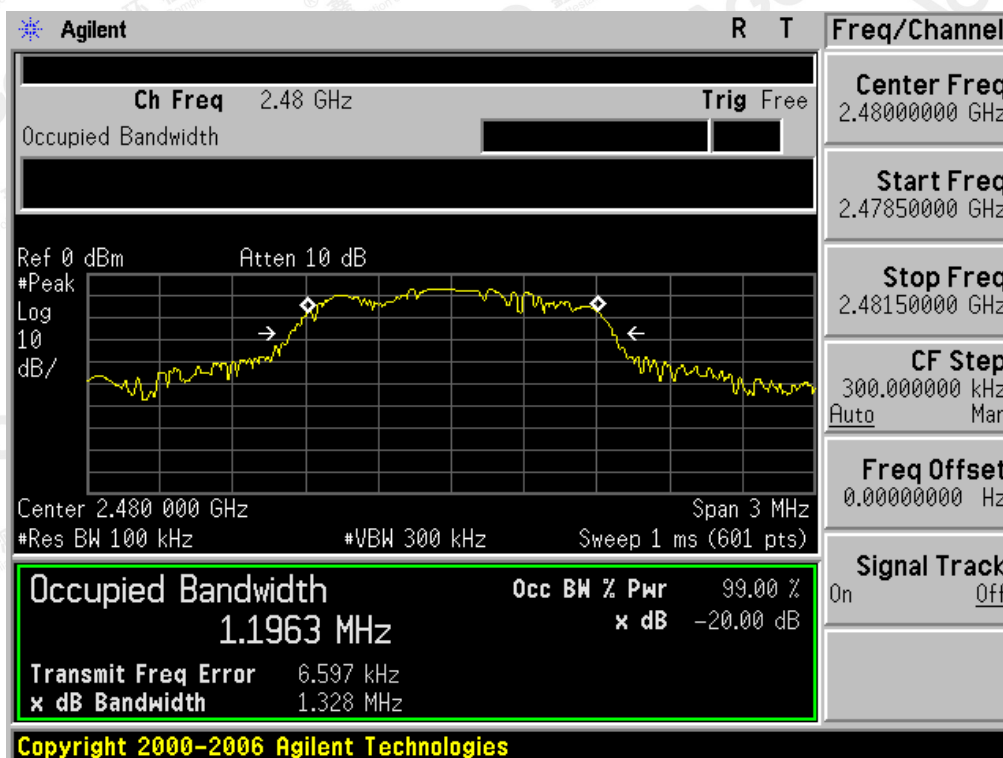 Agilent R T Freq/Channel
Ch Freq 2.48 GHz Trig Free
Occupied Bandwidth
Center Freq
2.48000000 GHz
Start Freq
2.47850000 GHz
Stop Freq
2.48150000 GHz
CF Step
300.000000 kHz
Auto Man
Freq Offset
0.00000000 Hz
Signal Track
On Off
Ref 0 dBm Atten 10 dB
#Peak
Log
10
dB/
Center 2.480 000 GHz Span 3 MHz
#Res BW 100 kHz #VBW 300 kHz Sweep 1 ms (601 pts)
Occupied Bandwidth
1.1963 MHz
Occ BW % Pwr 99.00 %
x dB -20.00 dB
Transmit Freq Error 6.597 kHz
x dB Bandwidth 1.328 MHz
Copyright 2000-2006 Agilent Technologies